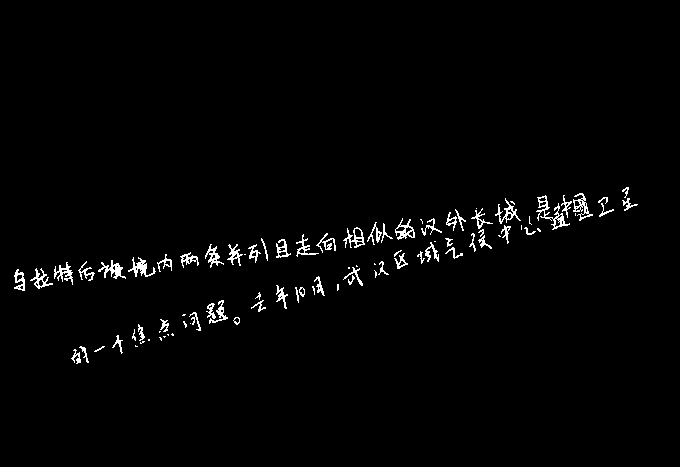 乌拉特后旗境内两条并列且走向相似的汉外长城,是中国卫星
的一个焦点问题。去年10月,武汉区域气候中心